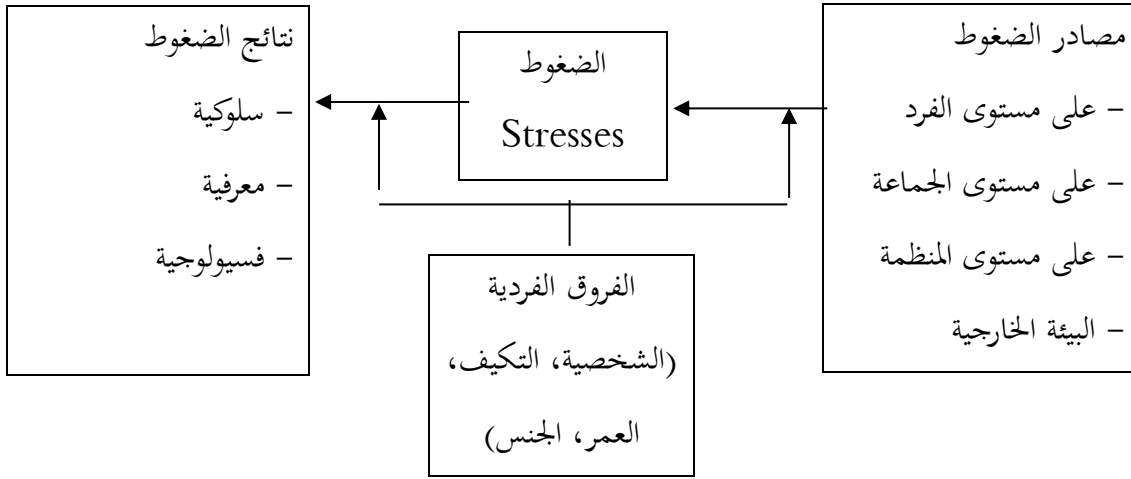 مصادر الضغوط
– على مستوى الفرد
– على مستوى الجماعة
– على مستوى المنظمة
– البيئة الخارجية
الضغوط
Stresses
نتائج الضغوط
– سلوكية
– معرفية
– فسيولوجية
الفروق الفردية
(الشخصية، التكيف،
العمر، الجنس)